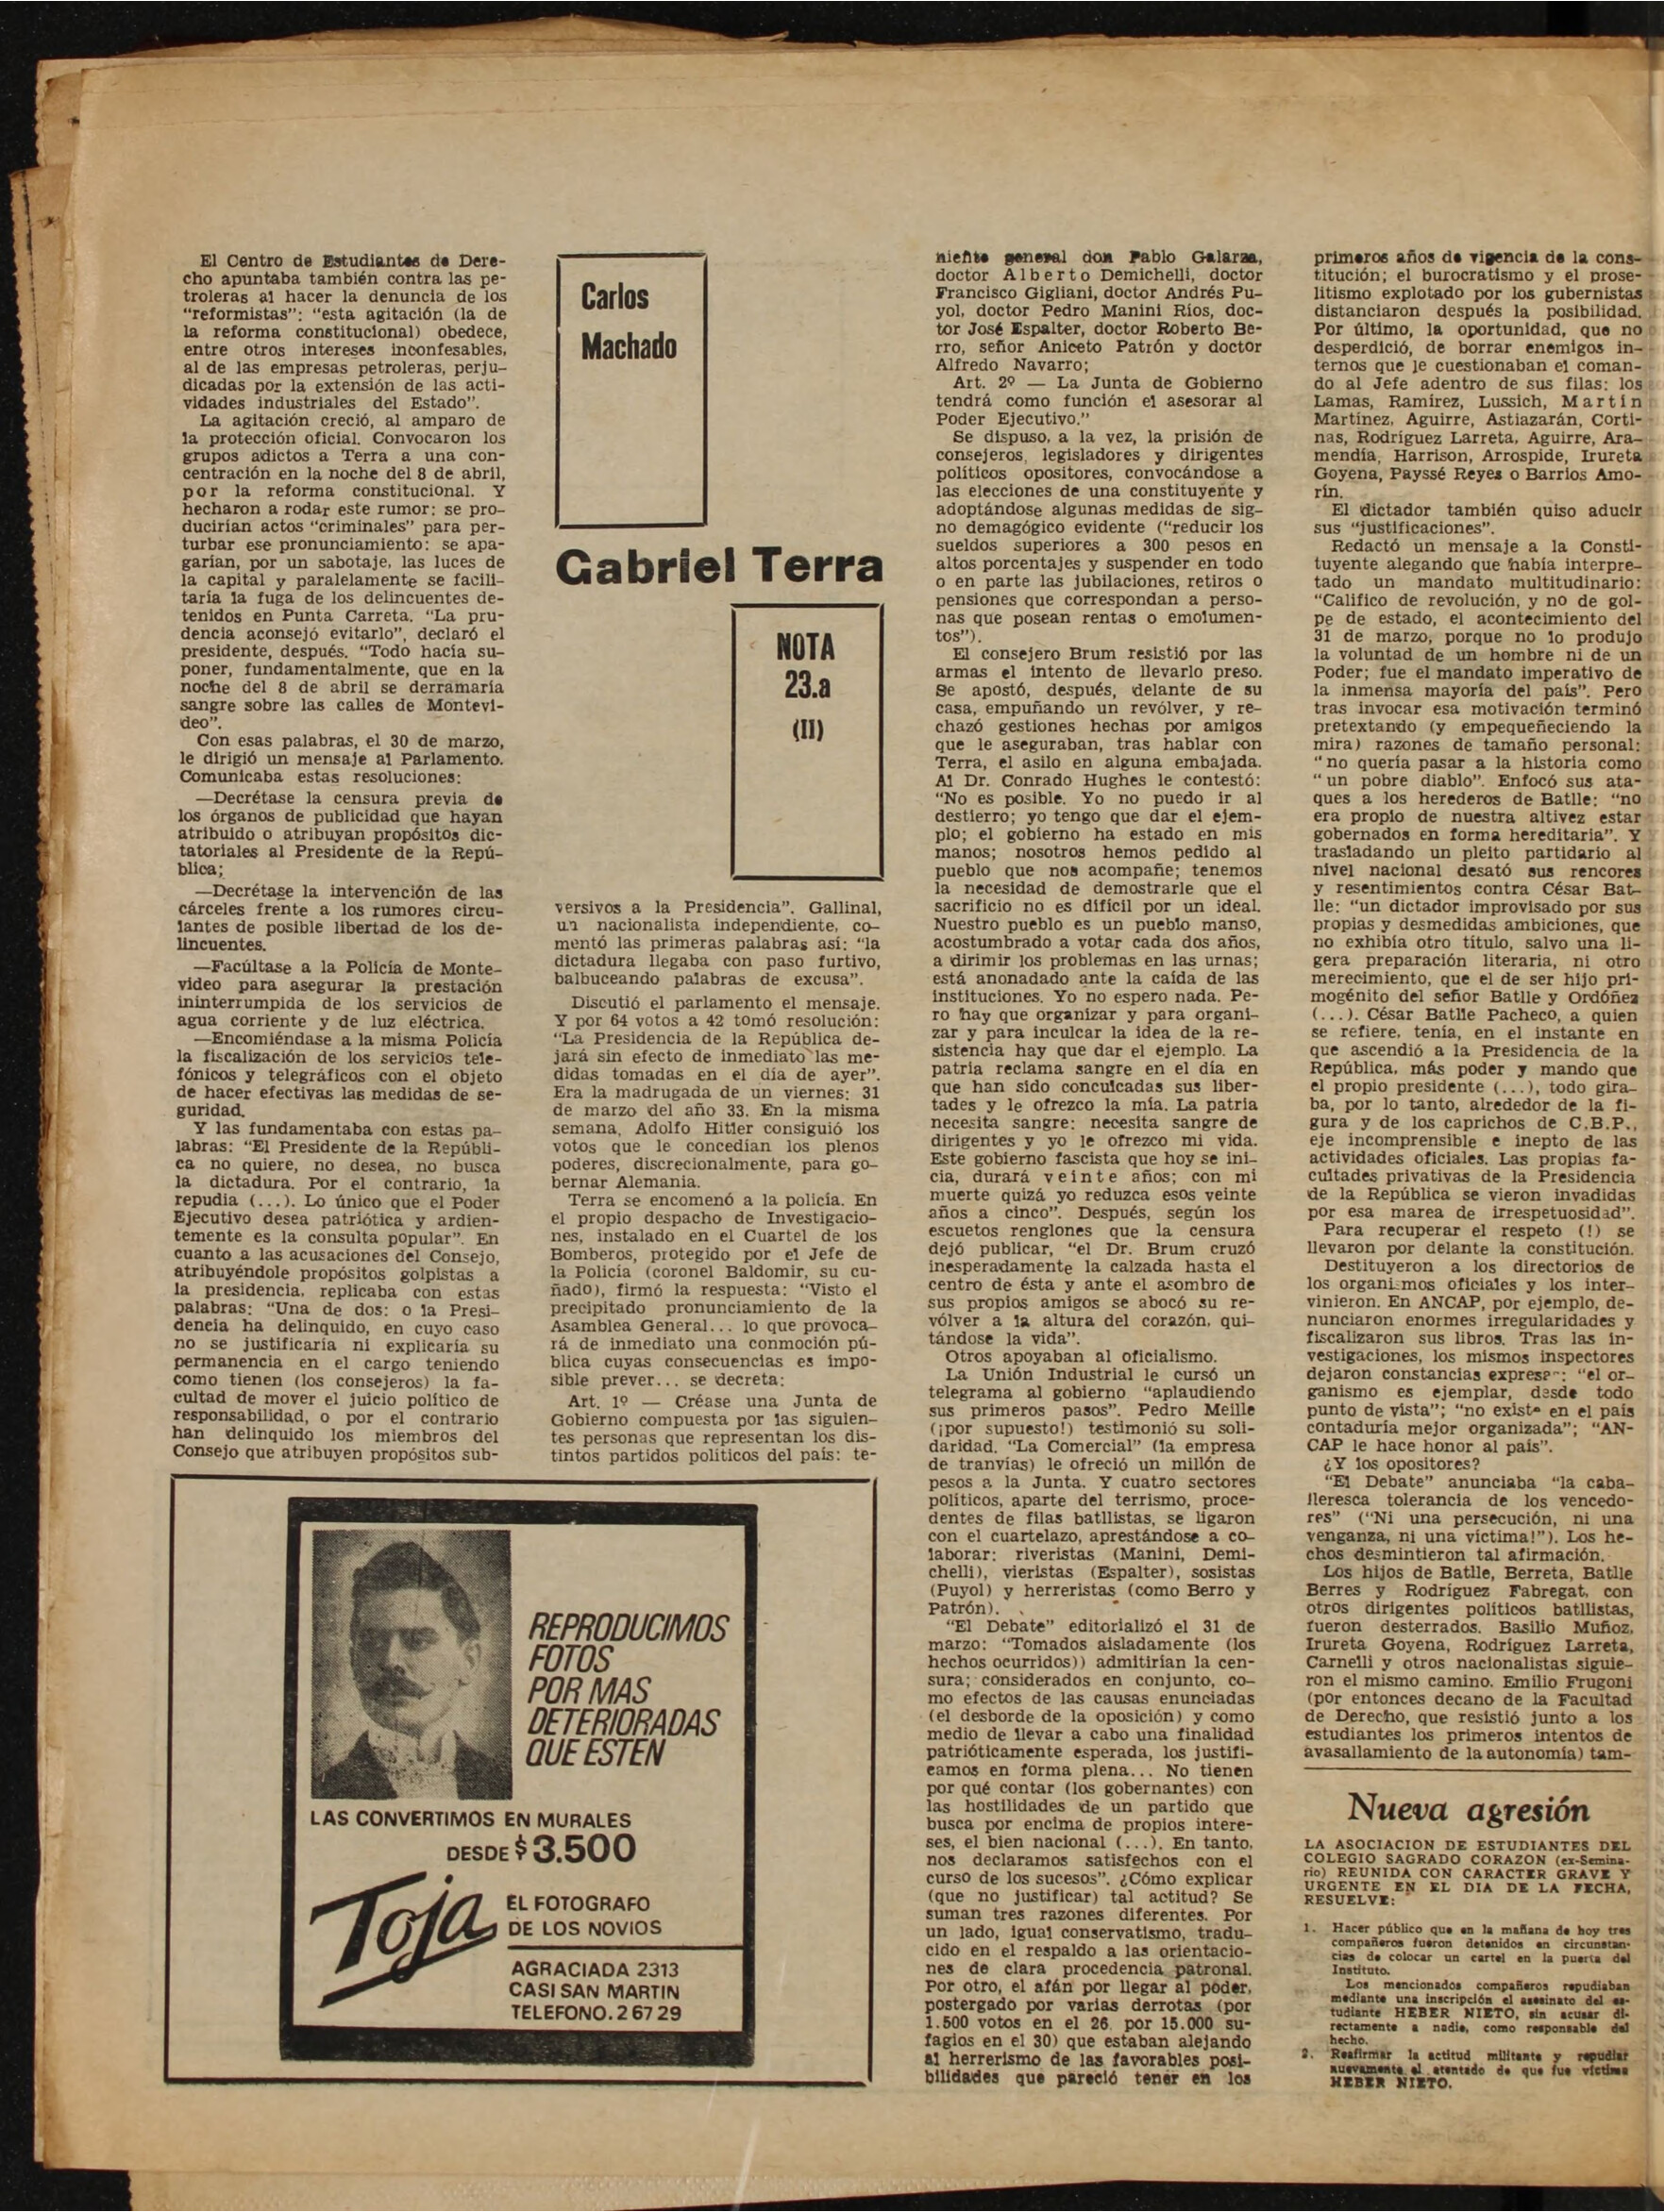 El Centro de Estudiantes de Dere-
cho apuntaba también contra las pe-
troleras al hacer la denuncia de los
"reformistas": "esta agitación (la de
la reforma constitucional) obedece,
entre otros intereses inconfesables,
al de las empresas petroleras, perju-
dicadas por la extensión de las acti-
vidades industriales del Estado".
La agitación creció, al amparo de
la protección oficial. Convocaron los
grupos adictos a Terra a una con-
centración en la noche del 8 de abril,
por la reforma constitucional. Y
hecharon a rodar este rumor: se pro-
ducirían actos "criminales" para per-
turbar ese pronunciamiento: se apa-
garían, por un sabotaje, las luces de
la capital y paralelamente se facili-
taría la fuga de los delincuentes de-
tenidos en Punta Carreta. "La pru-
dencia aconsejó evitarlo", declaró el
presidente, después. "Todo hacía su-
poner, fundamentalmente, que en la
noche del 8 de abril se derramaría
sangre sobre las calles de Montevi-
deo".
Con esas palabras, el 30 de marzo,
le dirigió un mensaje al Parlamento.
Comunicaba estas resoluciones:
—Decrétase la censura previa de
los órganos de publicidad que hayan
atribuido o atribuyan propósitos dic-
tatoriales al Presidente de la Repú-
blica;
—Decrétase la intervención de las
cárceles frente a los rumores circu-
lantes de posible libertad de los de-
lincuentes.
—Facúltase a la Policía de Monte-
video para asegurar la prestación
ininterrumpida de los servicios de
agua corriente y de luz eléctrica.
—Encomiéndase a la misma Policía
la fiscalización de los servicios tele-
fónicos y telegráficos con el objeto
de hacer efectivas las medidas de se-
guridad.
Y las fundamentaba con estas pa-
labras: "El Presidente de la Repúbli-
ca no quiere, no desea, no busca
la dictadura. Por el contrario, la
repudia (...). Lo único que el Poder
Ejecutivo desea patriótica y ardien-
temente es la consulta popular". En
cuanto a las acusaciones del Consejo,
atribuyéndole propósitos golpistas a
la presidencia, replicaba con estas
palabras: "Una de dos: o la Presi-
dencia ha delinquido, en cuyo caso
no se justificaría ni explicaría su
permanencia en el cargo teniendo
como tienen (los consejeros) la fa-
cultad de mover el juicio político de
responsabilidad, o por el contrario
han delinquido los miembros del
Consejo que atribuyen propósitos sub-
Carlos
Machado
Gabriel Terra
NOTA
23.a
(II)
versivos a la Presidencia". Gallinal,
un nacionalista independiente, co-
mentó las primeras palabras así: "la
dictadura llegaba con paso furtivo,
balbuceando palabras de excusa".
Discutió el parlamento el mensaje.
Y por 64 votos a 42 tomó resolución:
"La Presidencia de la República de-
jará sin efecto de inmediato las me-
didas tomadas en el día de ayer".
Era la madrugada de un viernes: 31
de marzo del año 33. En la misma
semana, Adolfo Hitler consiguió los
votos que le concedían los plenos
poderes, discrecionalmente, para go-
bernar Alemania.
Terra se encomenó a la policía. En
el propio despacho de Investigacio-
nes, instalado en el Cuartel de los
Bomberos, protegido por el Jefe de
la Policía (coronel Baldomir, su cu-
ñado), firmó la respuesta: "Visto el
precipitado pronunciamiento de la
Asamblea General... lo que provoca-
rá de inmediato una conmoción pú-
blica cuyas consecuencias es impo-
sible prever... se decreta:
Art. 1º — Créase una Junta de
Gobierno compuesta por las siguien-
tes personas que representan los dis-
tintos partidos políticos del país: te-
niente general don Pablo Galarza,
doctor Alberto Demichelli, doctor
Francisco Gigliani, doctor Andrés Pu-
yol, doctor Pedro Manini Ríos, doc-
tor José Espalter, doctor Roberto Be-
rro, señor Aniceto Patrón y doctor
Alfredo Navarro;
Art. 2º — La Junta de Gobierno
tendrá como función el asesorar al
Poder Ejecutivo."
Se dispuso, a la vez, la prisión de
consejeros, legisladores y dirigentes
políticos opositores, convocándose a
las elecciones de una constituyente y
adoptándose algunas medidas de sig-
no demagógico evidente ("reducir los
sueldos superiores a 300 pesos en
altos porcentajes y suspender en todo
o en parte las jubilaciones, retiros o
pensiones que correspondan a perso-
nas que posean rentas o emolumen-
tos").
El consejero Brum resistió por las
armas el intento de llevarlo preso.
Se apostó, después, delante de su
casa, empuñando un revólver, y re-
chazó gestiones hechas por amigos
que le aseguraban, tras hablar con
Terra, el asilo en alguna embajada.
Al Dr. Conrado Hughes le contestó:
"No es posible. Yo no puedo ir al
destierro; yo tengo que dar el ejem-
plo; el gobierno ha estado en mis
manos; nosotros hemos pedido al
pueblo que nos acompañe; tenemos
la necesidad de demostrarle que el
sacrificio no es difícil por un ideal.
Nuestro pueblo es un pueblo manso,
acostumbrado a votar cada dos años,
a dirimir los problemas en las urnas;
está anonadado ante la caída de las
instituciones. Yo no espero nada. Pe-
ro hay que organizar y para organi-
zar y para inculcar la idea de la re-
sistencia hay que dar el ejemplo. La
patria reclama sangre en el día en
que han sido conculcadas sus liber-
tades y le ofrezco la mía. La patria
necesita sangre: necesita sangre de
dirigentes y yo le ofrezco mi vida.
Este gobierno fascista que hoy se ini-
cia, durará veinte años; con mi
muerte quizá yo reduzca esos veinte
años a cinco". Después, según los
escuetos renglones que la censura
dejó publicar, "el Dr. Brum cruzó
inesperadamente la calzada hasta el
centro de ésta y ante el asombro de
sus propios amigos se abocó su re-
vólver a la altura del corazón, qui-
tándose la vida".
Otros apoyaban al oficialismo.
La Unión Industrial le cursó un
telegrama al gobierno "aplaudiendo
sus primeros pasos". Pedro Meille
(¡por supuesto!) testimonió su soli-
daridad. "La Comercial" (la empresa
de tranvías) le ofreció un millón de
pesos a la Junta. Y cuatro sectores
políticos, aparte del terrismo, proce-
dentes de filas batllistas, se ligaron
con el cuartelazo, aprestándose a co-
laborar: riveristas (Manini, Demi-
chelli), vieristas (Espalter), sosistas
(Puyol) y herreristas (como Berro y
Patrón).
"El Debate" editorializó el 31 de
marzo: "Tomados aisladamente (los
hechos ocurridos)) admitirían la cen-
sura; considerados en conjunto, co-
mo efectos de las causas enunciadas
(el desborde de la oposición) y como
medio de llevar a cabo una finalidad
patrióticamente esperada, los justifi-
camos en forma plena... No tienen
por qué contar (los gobernantes) con
las hostilidades de un partido que
busca por encima de propios intere-
ses, el bien nacional (...). En tanto,
nos declaramos satisfechos con el
curso de los sucesos". ¿Cómo explicar
(que no justificar) tal actitud? Se
suman tres razones diferentes. Por
un lado, igual conservatismo, tradu-
cido en el respaldo a las orientacio-
nes de clara procedencia patronal.
Por otro, el afán por llegar al poder,
postergado por varias derrotas (por
1.500 votos en el 26, por 15.000 su-
fagios en el 30) que estaban alejando
al herrerismo de las favorables posi-
bilidades que pareció tener en los
primeros años de vigencia de la cons-
titución; el burocratismo y el prose-
litismo explotado por los gubernistas
distanciaron después la posibilidad.
Por último, la oportunidad, que no
desperdició, de borrar enemigos in-
ternos que le cuestionaban el coman-
do al Jefe adentro de sus filas: los
Lamas, Ramírez, Lussich, Martín
Martínez, Aguirre, Astiazarán, Corti-
nas, Rodríguez Larreta, Aguirre, Ara-
mendía, Harrison, Arrospide, Irureta
Goyena, Payssé Reyes o Barrios Amo-
rín.
El dictador también quiso aducir
sus "justificaciones".
Redactó un mensaje a la Consti-
tuyente alegando que había interpre-
tado un mandato multitudinario:
"Califico de revolución, y no de gol-
pe de estado, el acontecimiento del
31 de marzo, porque no lo produjo
la voluntad de un hombre ni de un
Poder; fue el mandato imperativo de
la inmensa mayoría del país". Pero
tras invocar esa motivación terminó
pretextando (y empequeñeciendo la
mira) razones de tamaño personal:
"no quería pasar a la historia como
"un pobre diablo". Enfocó sus ata-
ques a los herederos de Batlle: "no
era propio de nuestra altivez estar
gobernados en forma hereditaria". Y
trasladando un pleito partidario al
nivel nacional desató sus rencores
y resentimientos contra César Bat-
lle: "un dictador improvisado por sus
propias y desmedidas ambiciones, que
no exhibía otro título, salvo una li-
gera preparación literaria, ni otro
merecimiento, que el de ser hijo pri-
mogénito del señor Batlle y Ordóñez
(...). César Batlle Pacheco, a quien
se refiere, tenía, en el instante en
que ascendió a la Presidencia de la
República, más poder y mando que
el propio presidente (...), todo gira-
ba, por lo tanto, alrededor de la fi-
gura y de los caprichos de C.B.P.,
eje incomprensible e inepto de las
actividades oficiales. Las propias fa-
cultades privativas de la Presidencia
de la República se vieron invadidas
por esa marea de irrespetuosidad".
Para recuperar el respeto (!) se
llevaron por delante la constitución.
Destituyeron a los directorios de
los organismos oficiales y los inter-
vinieron. En ANCAP, por ejemplo, de-
nunciaron enormes irregularidades y
fiscalizaron sus libros. Tras las in-
vestigaciones, los mismos inspectores
dejaron constancias expresas: "el or-
ganismo es ejemplar, desde todo
punto de vista"; "no existe en el país
contaduría mejor organizada"; "AN-
CAP le hace honor al país".
¿Y los opositores?
"El Debate" anunciaba "la caba-
lleresca tolerancia de los vencedo-
res" ("Ni una persecución, ni una
venganza, ni una víctima!"). Los he-
chos desmintieron tal afirmación.
Los hijos de Batlle, Berreta, Batlle
Berres y Rodríguez Fabregat, con
otros dirigentes políticos batllistas,
fueron desterrados. Basilio Muñoz,
Irureta Goyena, Rodríguez Larreta,
Carnelli y otros nacionalistas siguie-
ron el mismo camino. Emilio Frugoni
(por entonces decano de la Facultad
de Derecho, que resistió junto a los
estudiantes los primeros intentos de
avasallamiento de la autonomía) tam-
REPRODUCIMOS
FOTOS
POR MAS
DETERIORADAS
QUE ESTEN
LAS CONVERTIMOS EN MURALES
DESDE $3.500
Toja
EL FOTOGRAFO
DE LOS NOVIOS
AGRACIADA 2313
CASI SAN MARTIN
TELEFONO. 2 67 29
Nueva agresión
LA ASOCIACION DE ESTUDIANTES DEL
COLEGIO SAGRADO CORAZON (ex-Semina-
rio) REUNIDA CON CARACTER GRAVE Y
URGENTE EN EL DIA DE LA FECHA,
RESUELVE:
1. Hacer público que en la mañana de hoy tres
compañeros fueron detenidos en circunstan-
cias de colocar un cartel en la puerta del
Instituto.
Los mencionados compañeros repudiaban
mediante una inscripción el asesinato del es-
tudiante HEBER NIETO, sin acusar di-
rectamente a nadie, como responsable del
hecho.
2. Reafirmar la actitud militante y repudiar
nuevamente el atentado de que fue víctima
HEBER NIETO.